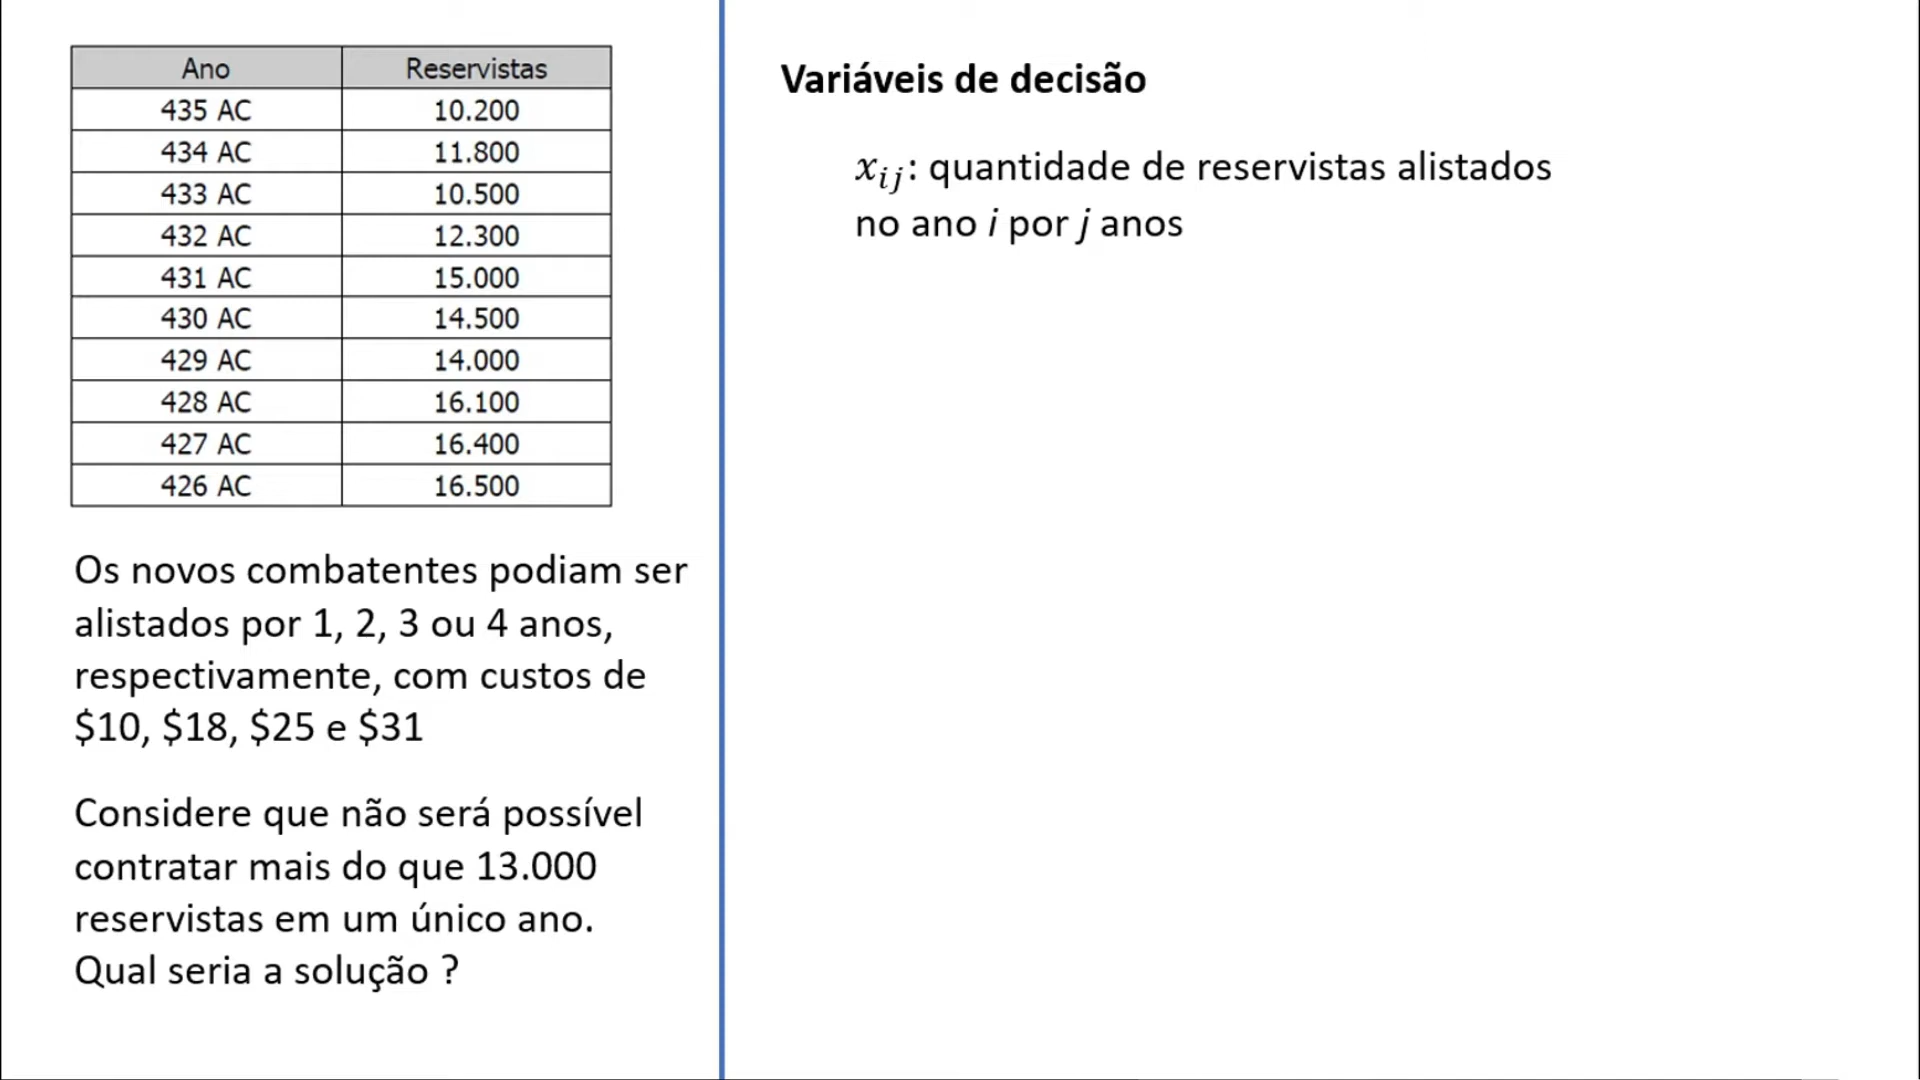 Ano Reservistas
435 AC 10.200
434 AC 11.800
433 AC 10.500
432 AC 12.300
431 AC 15.000
430 AC 14.500
429 AC 14.000
428 AC 16.100
427 AC 16.400
426 AC 16.500
Os novos combatentes podiam ser
alistados por 1, 2, 3 ou 4 anos,
respectivamente, com custos de
$10, $18, $25 e $31
Considere que não será possível
contratar mais do que 13.000
reservistas em um único ano.
Qual seria a solução ?
Variáveis de decisão
x_{ij}: quantidade de reservistas alistados
no ano i por j anos